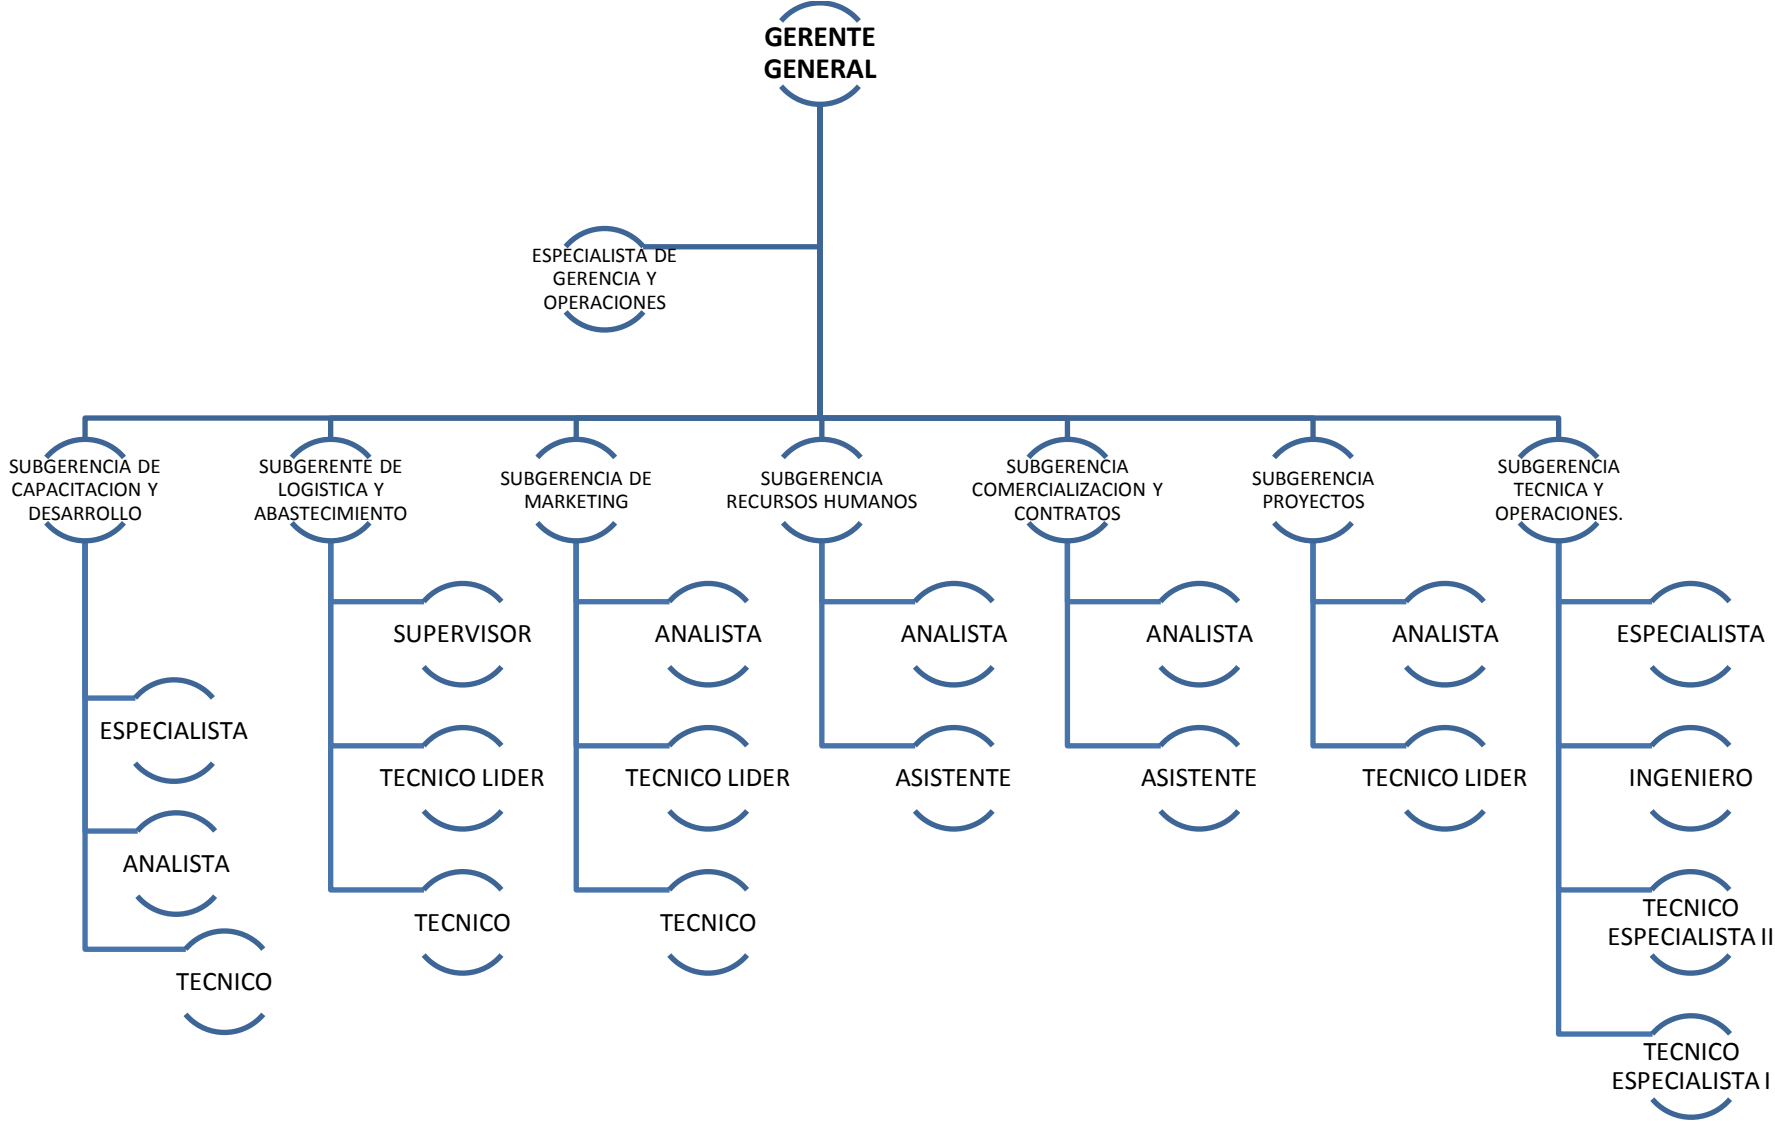 GERENTE
GENERAL
ESPECIALISTA DE
GERENCIA Y
OPERACIONES
SUBGERENCIA DE
CAPACITACION Y
DESARROLLO
ESPECIALISTA
ANALISTA
TECNICO
SUBGERENTE DE
LOGISTICA Y
ABASTECIMIENTO
SUPERVISOR
TECNICO LIDER
TECNICO
SUBGERENCIA DE
MARKETING
ANALISTA
TECNICO LIDER
TECNICO
SUBGERENCIA
RECURSOS HUMANOS
ANALISTA
ASISTENTE
SUBGERENCIA
COMERCIALIZACION Y
CONTRATOS
ANALISTA
ASISTENTE
SUBGERENCIA
PROYECTOS
ANALISTA
TECNICO LIDER
SUBGERENCIA
TECNICA Y
OPERACIONES.
ESPECIALISTA
INGENIERO
TECNICO
ESPECIALISTA II
TECNICO
ESPECIALISTA I